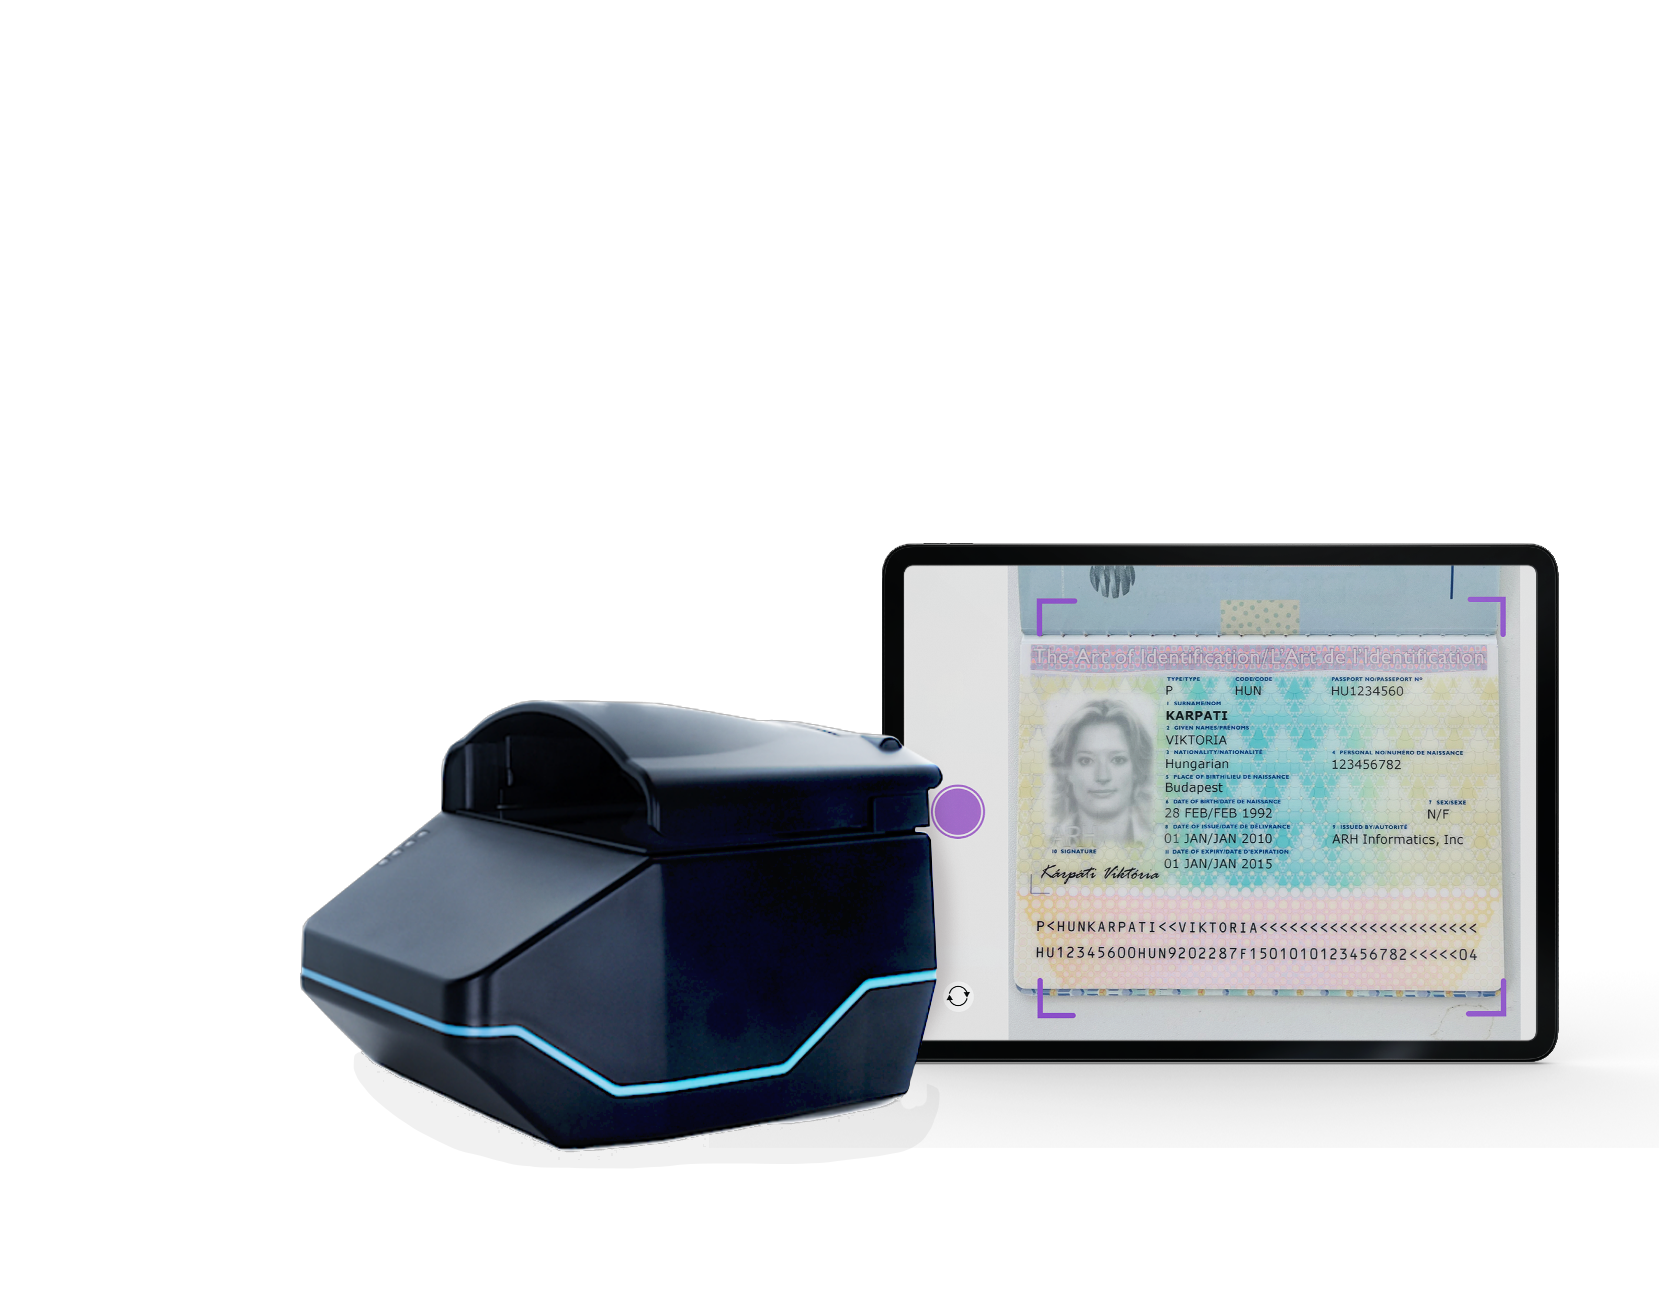 The Art of Identification/L'Art de l'Identification
TYPE/TYPE CODE/CODE PASSPORT NO/PASSEPORT Nº
P HUN HU1234560
1 SURNAME/NOM
KARPATI
2 GIVEN NAMES/PRÉNOMS
VIKTORIA
3 NATIONALITY/NATIONALITÉ 4 PERSONAL NO/NUMÉRO DE NAISSANCE
Hungarian 123456782
5 PLACE OF BIRTH/LIEU DE NAISSANCE
Budapest
6 DATE OF BIRTH/DATE DE NAISSANCE 7 SEX/SEXE
28 FEB/FEB 1992 N/F
8 DATE OF ISSUE/DATE DE DÉLIVRANCE 9 ISSUED BY/AUTORITÉ
01 JAN/JAN 2010 ARH Informatics, Inc
10 SIGNATURE 11 DATE OF EXPIRY/DATE D'EXPIRATION
Kárpáti Viktória 01 JAN/JAN 2015
P<HUNKARPATI<<VIKTORIA<<<<<<<<<<<<<<<<<<<<<<
HU12345600HUN9202287F1501010123456782<<<<<04